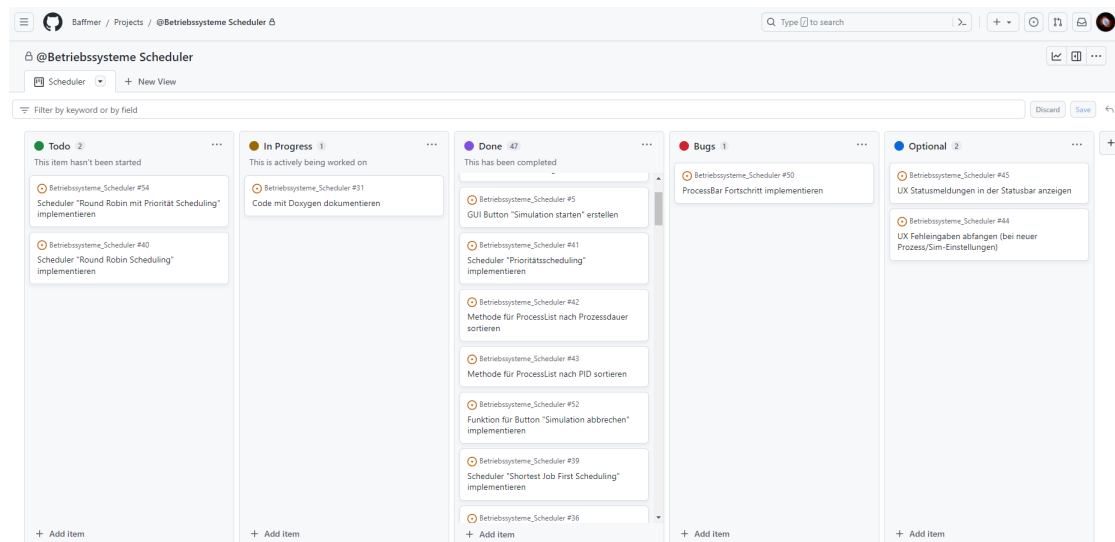 Baffmer / Projects / @Betriebssysteme Scheduler
Type / to search
@Betriebssysteme Scheduler
Scheduler
+ New View
Filter by keyword or by field
Discard
Save
Todo 2
This item hasn't been started
Betriebssysteme_Scheduler #54
Scheduler "Round Robin mit Priorität Scheduling"
implementieren
Betriebssysteme_Scheduler #40
Scheduler "Round Robin Scheduling"
implementieren
+ Add item
In Progress 1
This is actively being worked on
Betriebssysteme_Scheduler #31
Code mit Doxygen dokumentieren
+ Add item
Done 47
This has been completed
Betriebssysteme_Scheduler #5
GUI Button "Simulation starten" erstellen
Betriebssysteme_Scheduler #41
Scheduler "Prioritätsscheduling"
implementieren
Betriebssysteme_Scheduler #42
Methode für ProcessList nach Prozessdauer
sortieren
Betriebssysteme_Scheduler #43
Methode für ProcessList nach PID sortieren
Betriebssysteme_Scheduler #52
Funktion für Button "Simulation abbrechen"
implementieren
Betriebssysteme_Scheduler #39
Scheduler "Shortest Job First Scheduling"
implementieren
Betriebssysteme_Scheduler #36
+ Add item
Bugs 1
Betriebssysteme_Scheduler #50
ProcessBar Fortschritt implementieren
+ Add item
Optional 2
Betriebssysteme_Scheduler #45
UX Statusmeldungen in der Statusbar anzeigen
Betriebssysteme_Scheduler #44
UX Fehleingaben abfangen (bei neuer
Prozess/Sim-Einstellungen)
+ Add item